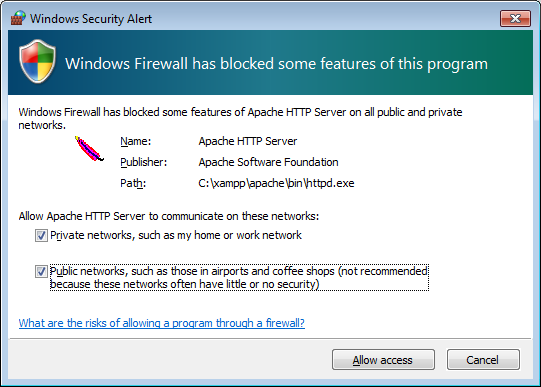 Windows Security Alert
Windows Firewall has blocked some features of this program
Windows Firewall has blocked some features of Apache HTTP Server on all public and private
networks.
Name: Apache HTTP Server
Publisher: Apache Software Foundation
Path: C:\xampp\apache\bin\httpd.exe
Allow Apache HTTP Server to communicate on these networks:
Private networks, such as my home or work network
Public networks, such as those in airports and coffee shops (not recommended
because these networks often have little or no security)
What are the risks of allowing a program through a firewall?
Allow access Cancel